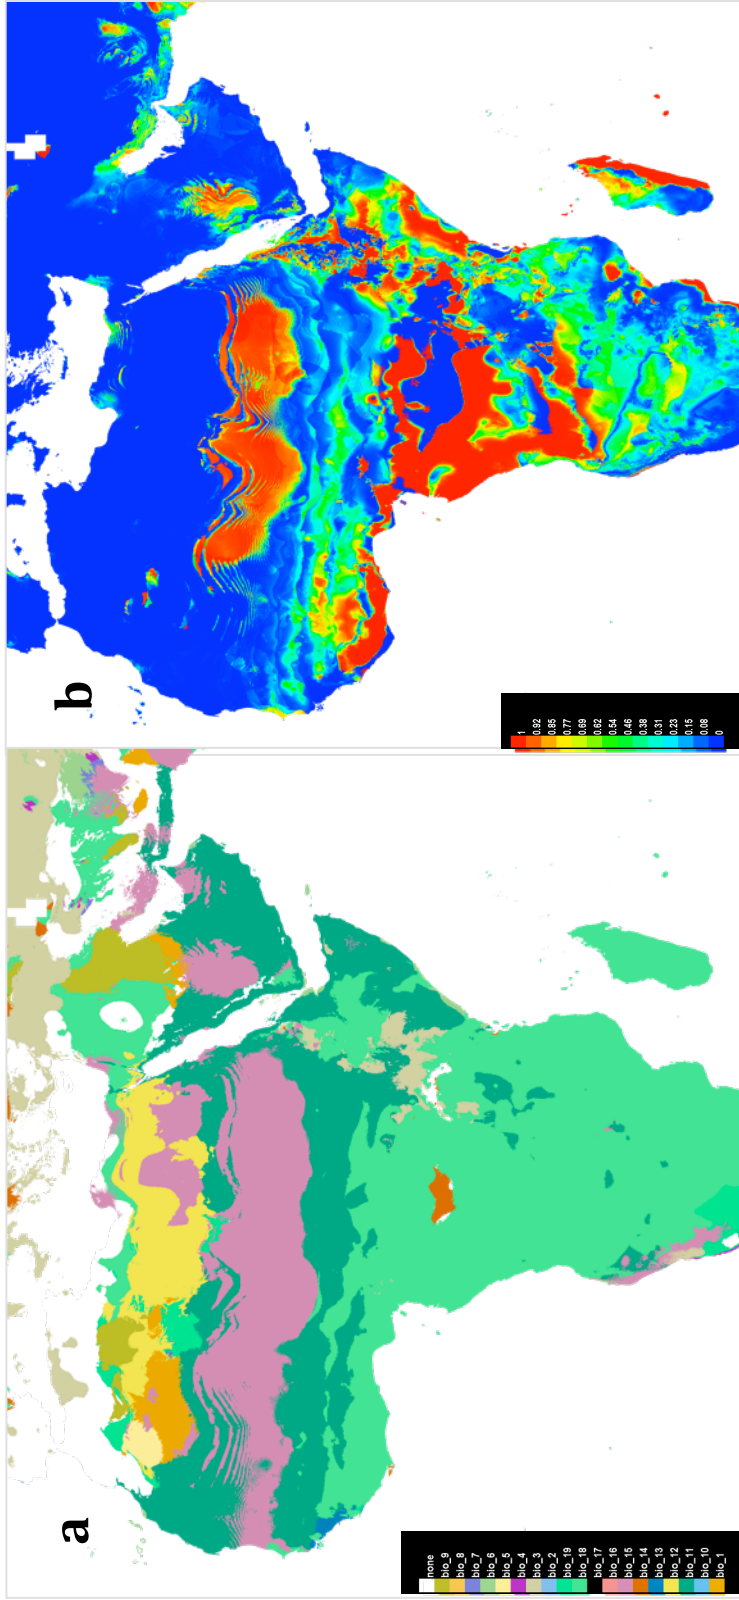 a
none
bio_9
bio_8
bio_7
bio_6
bio_5
bio_4
bio_3
bio_2
bio_19
bio_18
bio_17
bio_16
bio_15
bio_14
bio_13
bio_12
bio_11
bio_10
bio_1
b
1
0.92
0.85
0.77
0.69
0.62
0.54
0.46
0.38
0.31
0.23
0.15
0.08
0